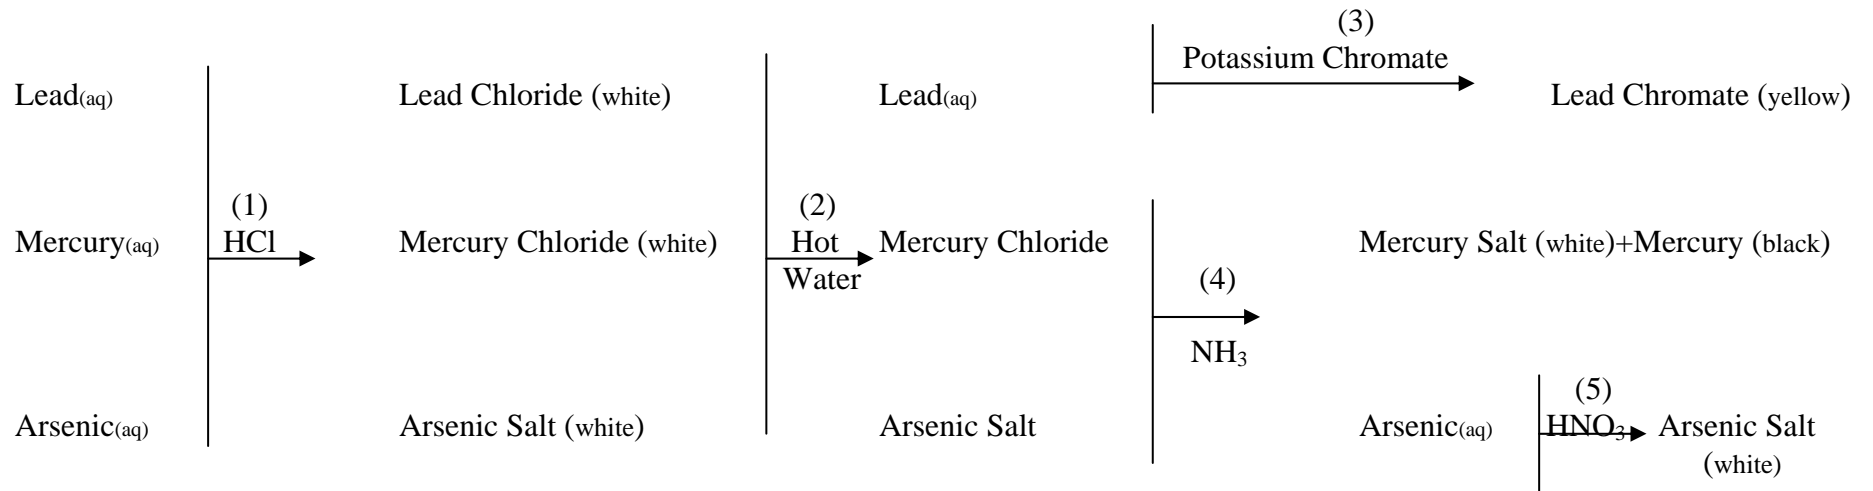 (3)
Potassium Chromate
Lead(aq) Lead Chloride (white) Lead(aq) Lead Chromate (yellow)
(1) (2)
Mercury(aq) HCl Mercury Chloride (white) Hot Mercury Chloride Mercury Salt (white)+Mercury (black)
Water (4)
NH₃
(5)
Arsenic(aq) Arsenic Salt (white) Arsenic Salt Arsenic(aq) HNO₃ Arsenic Salt
(white)